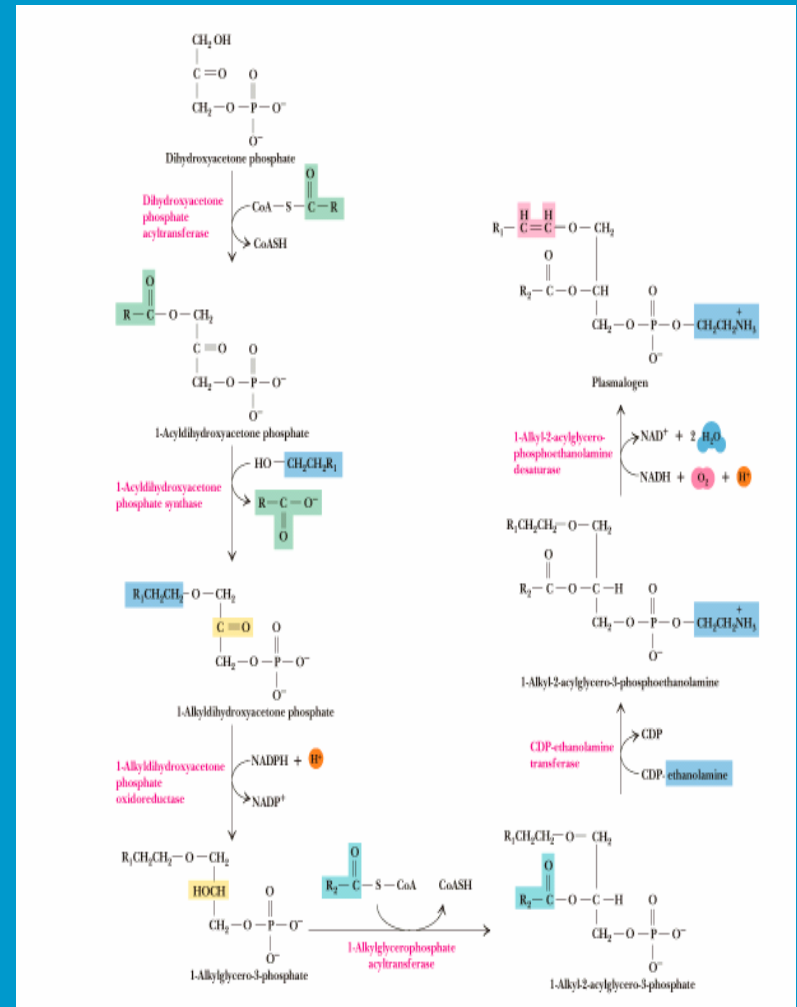 CH₂ OH
C=O O
CH₂—O—P—O⁻
O⁻
Dihydroxyacetone phosphate
Dihydroxyacetone
phosphate
acyltransferase
O
CoA—S—C—R
CoASH
O
R—C—O—CH₂
C=O O
CH₂—O—P—O⁻
O⁻
1-Acyldihydroxyacetone phosphate
1-Acyldihydroxyacetone
phosphate synthase
HO—CH₂CH₂R₁
R—C—O⁻
O
R₁CH₂CH₂—O—CH₂
C=O O
CH₂—O—P—O⁻
O⁻
1-Alkyldihydroxyacetone phosphate
1-Alkyldihydroxyacetone
phosphate
oxidoreductase
NADPH + H⁺
NADP⁺
R₁CH₂CH₂—O—CH₂
HOCH O
CH₂—O—P—O⁻
O⁻
1-Alkylglycero-3-phosphate
O
R₂—C—S—CoA CoASH
1-Alkylglycerophosphate
acyltransferase
R₁CH₂CH₂—O—CH₂
O
R₂—C—O—C—H O
CH₂—O—P—O⁻
O⁻
1-Alkyl-2-acylglycero-3-phosphate
CDP-ethanolamine
transferase
CDP
CDP-ethanolamine
R₁CH₂CH₂—O—CH₂
O
R₂—C—O—C—H O
CH₂—O—P—O—CH₂CH₂NH₃⁺
O⁻
1-Alkyl-2-acylglycero-3-phosphoethanolamine
1-Alkyl-2-acylglycero-
phosphoethanolamine
desaturase
NAD⁺ + 2 H₂O
NADH + O₂ + H⁺
H H
R₁—C=C—O—CH₂
O
R₂—C—O—CH O
CH₂—O—P—O—CH₂CH₂NH₃⁺
O⁻
Plasmalogen